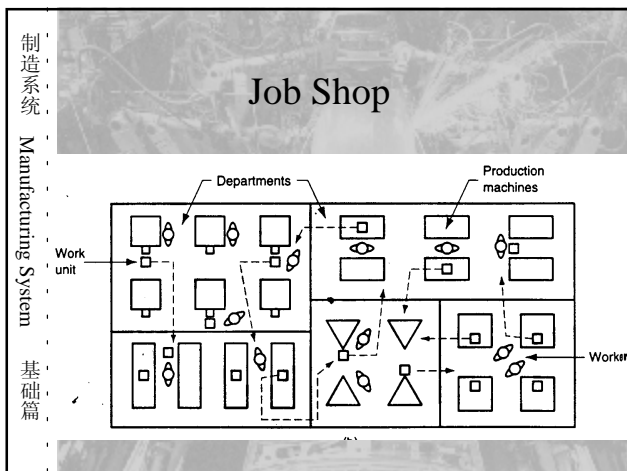 制造系统 Manufacturing System 基础篇
Job Shop
Departments
Production
machines
Work
unit
Worker